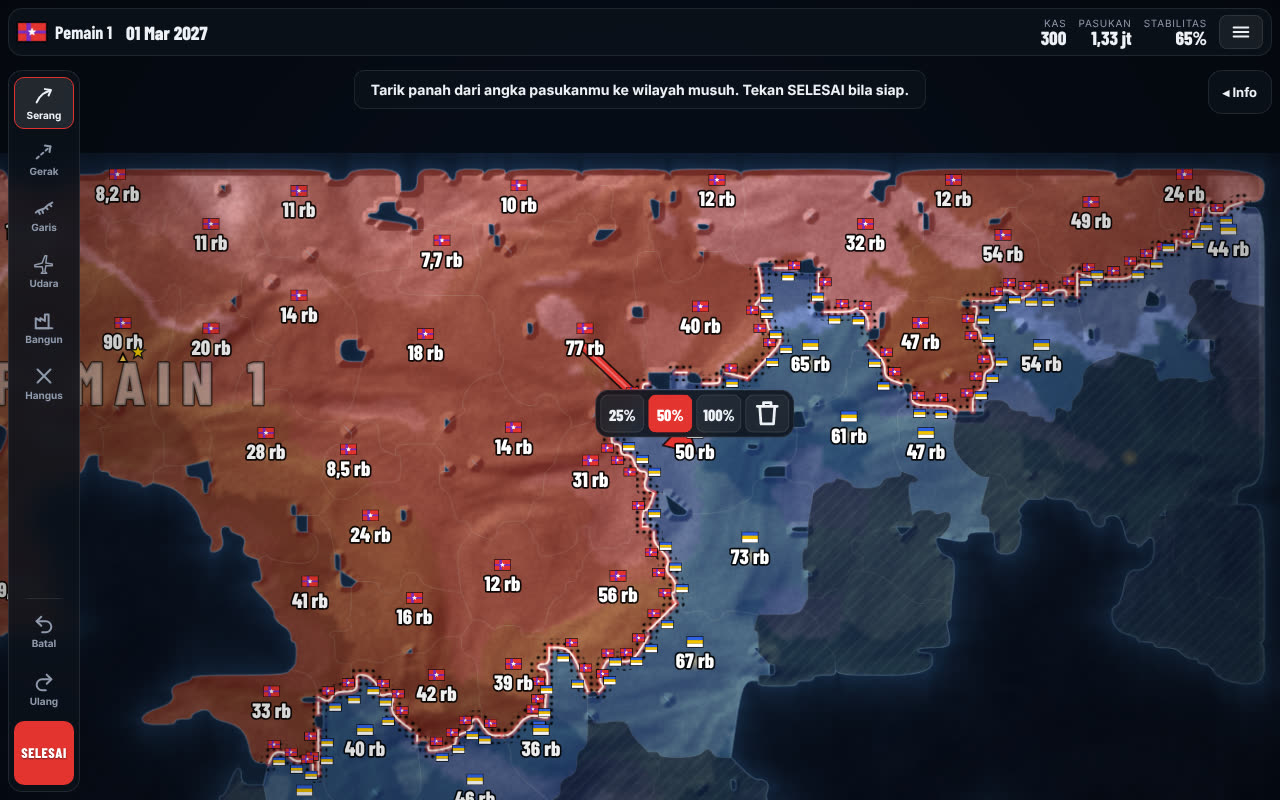 Pemain 1 01 Mar 2027
KAS 300
PASUKAN 1,33 jt
STABILITAS 65%
Tarik panah dari angka pasukanmu ke wilayah musuh. Tekan SELESAI bila siap.
◂ Info
Serang
Gerak
Garis
Udara
Bangun
Hangus
Batal
Ulang
SELESAI
8,2 rb
11 rb
10 rb
12 rb
12 rb
24 rb
49 rb
11 rb
7,7 rb
32 rb
54 rb
44 rb
14 rb
40 rb
90 rb
20 rb
18 rb
77 rb
47 rb
65 rb
54 rb
MAIN 1
25% 50% 100%
28 rb
8,5 rb
14 rb
50 rb
61 rb
47 rb
31 rb
24 rb
73 rb
12 rb
56 rb
41 rb
16 rb
67 rb
39 rb
42 rb
33 rb
40 rb
36 rb
46 rb